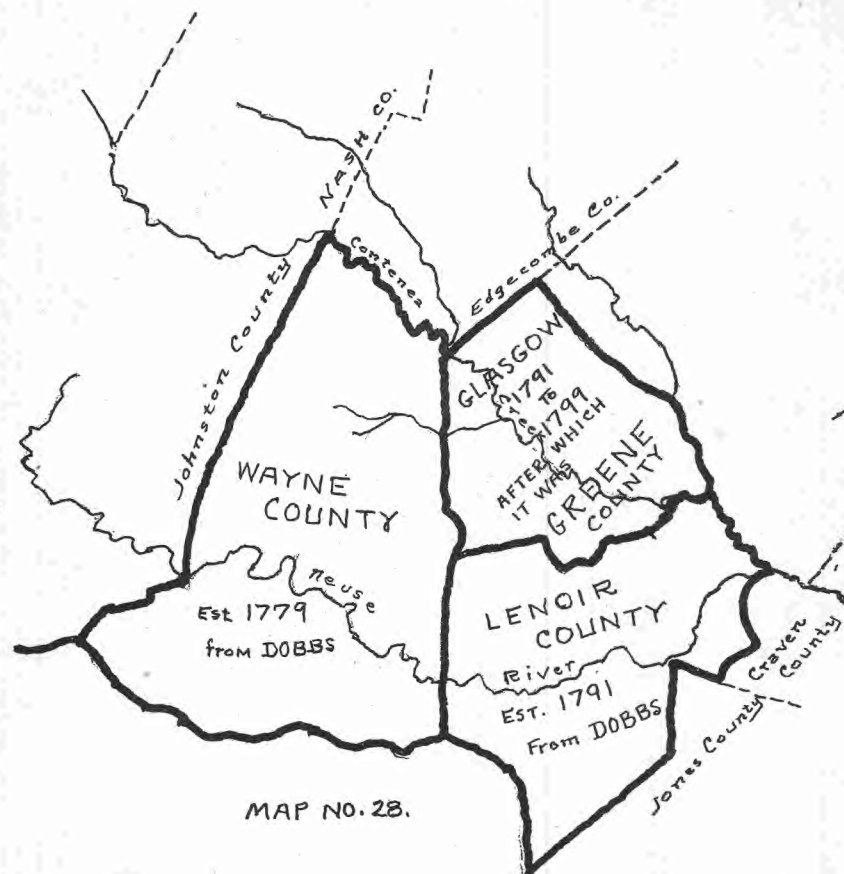 NASH CO.
Contenea
Edgecombe Co.
Johnston County
GLASGOW
1791
TO
1799
AFTER WHICH
IT WAS
GREENE
COUNTY
WAYNE
COUNTY
Neuse
Est 1779
from DOBBS
LENOIR
COUNTY
River
EST. 1791
From DOBBS
Craven
County
Jones County
MAP NO. 28.